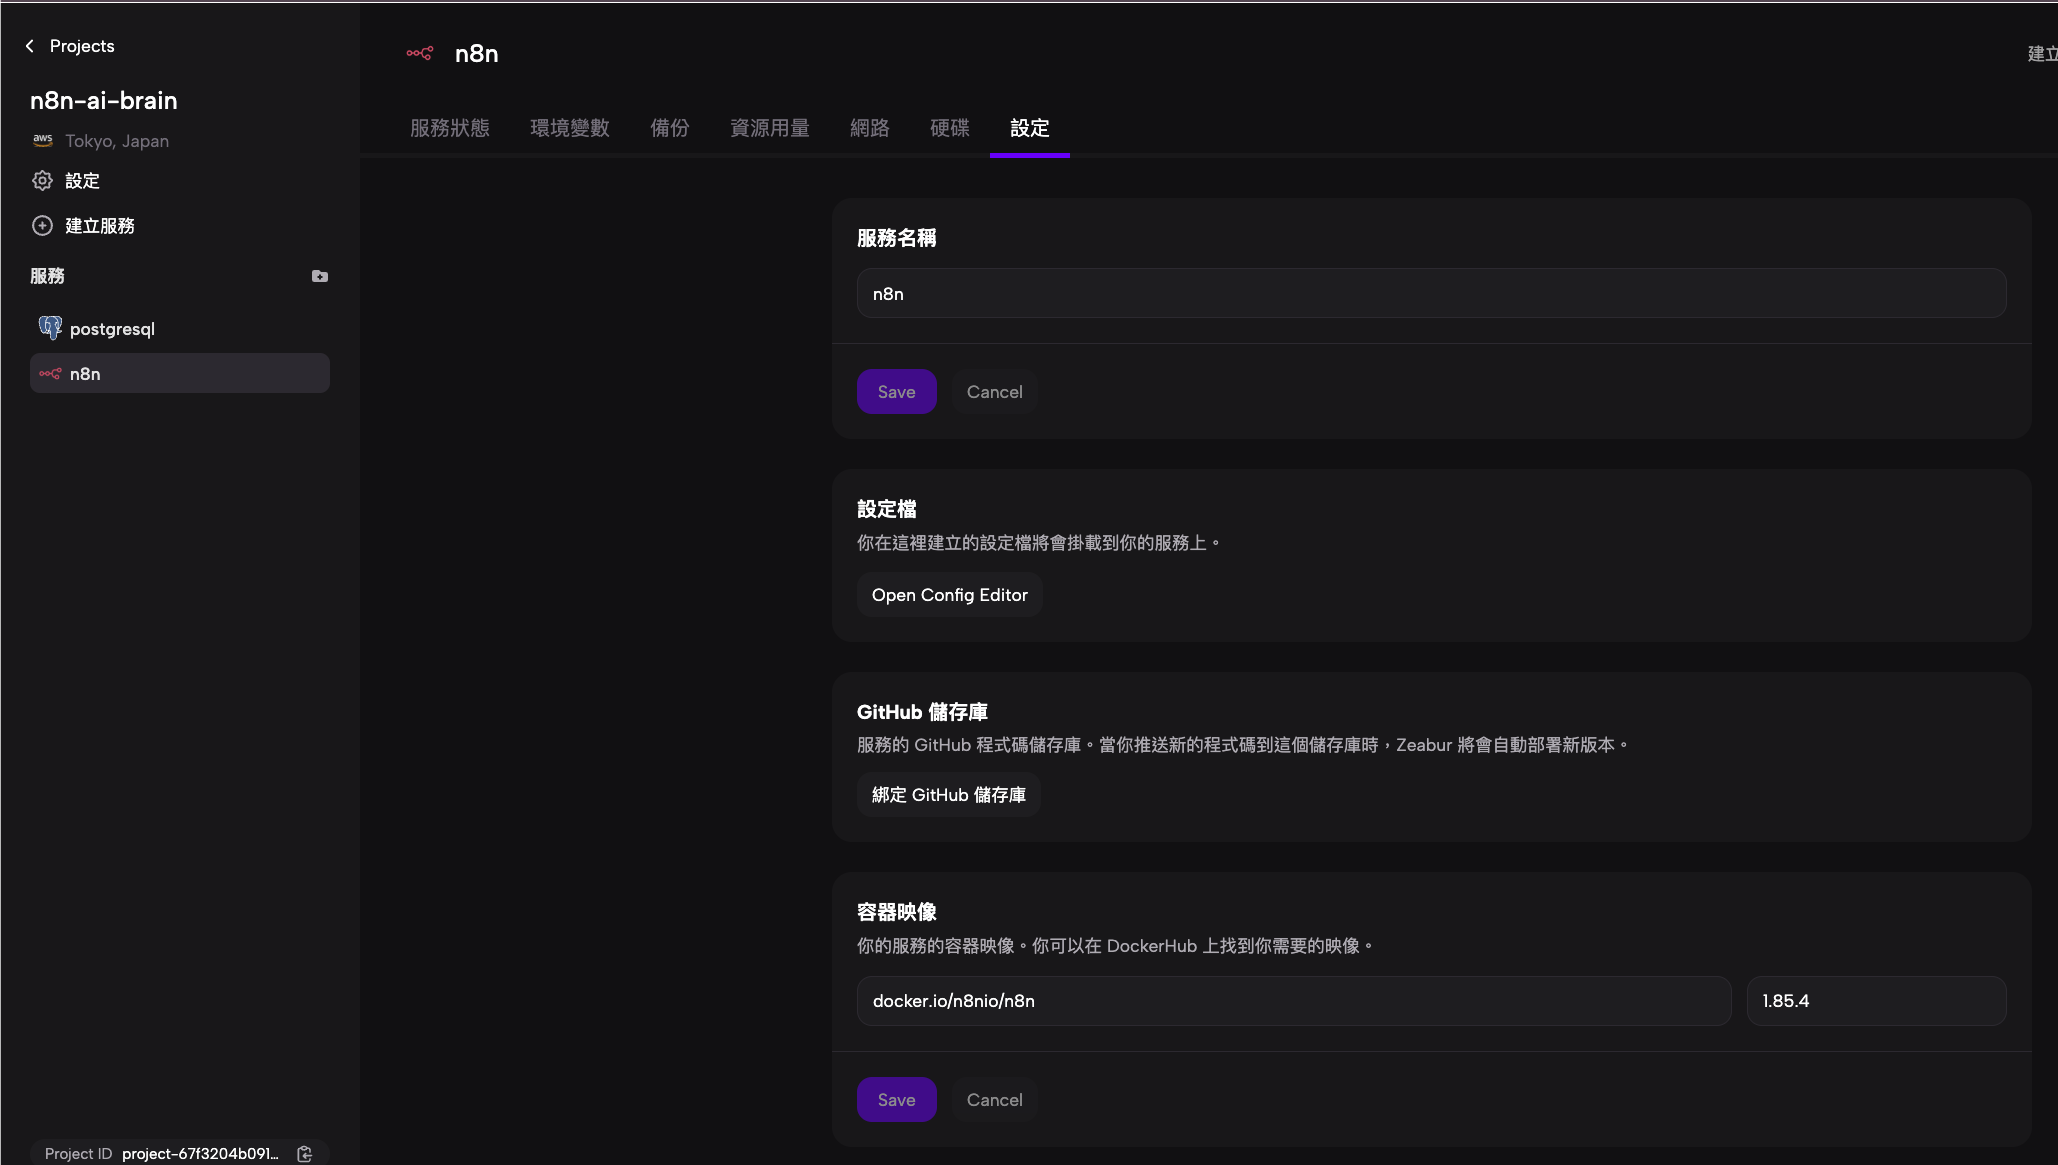 Projects
n8n-ai-brain
aws Tokyo, Japan
設定
建立服務
服務
postgresql
n8n
Project ID project-67f3204b091...
n8n
服務狀態 環境變數 備份 資源用量 網路 硬碟 設定
建立
服務名稱
n8n
Save Cancel
設定檔
你在這裡建立的設定檔將會掛載到你的服務上。
Open Config Editor
GitHub 儲存庫
服務的 GitHub 程式碼儲存庫。當你推送新的程式碼到這個儲存庫時，Zeabur 將會自動部署新版本。
綁定 GitHub 儲存庫
容器映像
你的服務的容器映像。你可以在 DockerHub 上找到你需要的映像。
docker.io/n8nio/n8n 1.85.4
Save Cancel